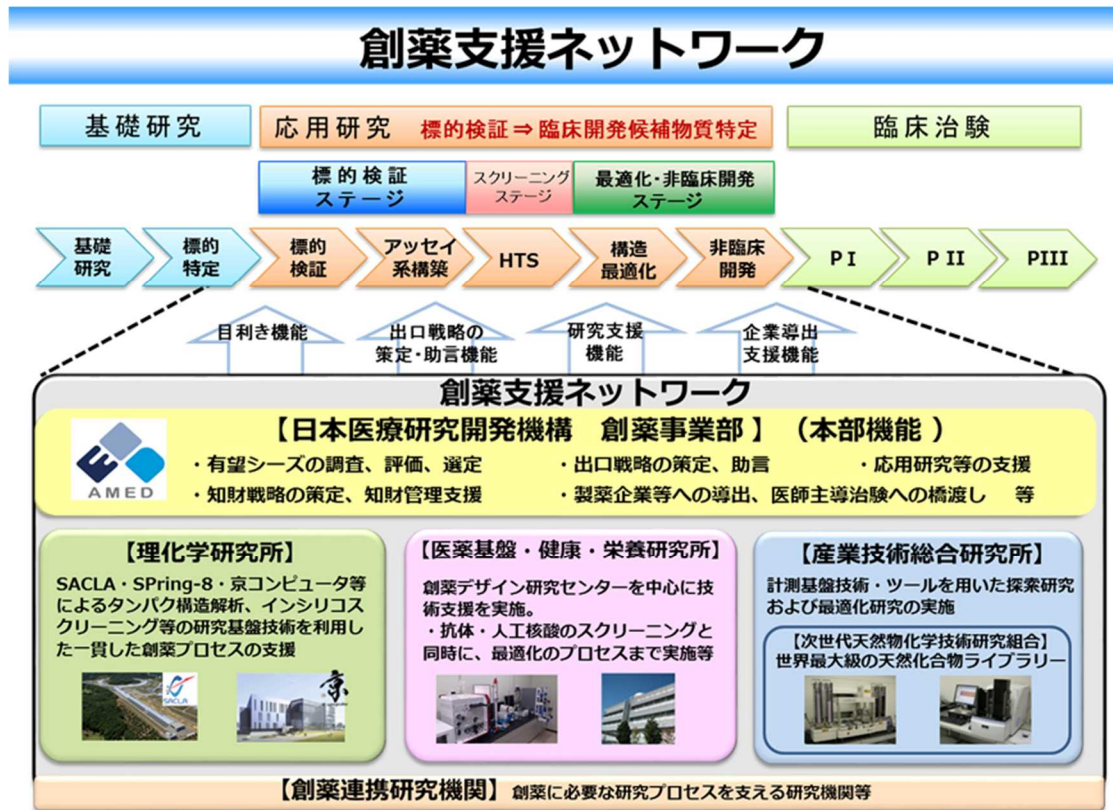 創薬支援ネットワーク
基礎研究
応用研究 標的検証⇒臨床開発候補物質特定
臨床治験
標的検証
ステージ
スクリーニング
ステージ
最適化・非臨床開発
ステージ
基礎
研究
標的
特定
標的
検証
アッセイ
系構築
HTS
構造
最適化
非臨床
開発
PⅠ
PⅡ
PIII
目利き機能
出口戦略の
策定・助言機能
研究支援
機能
企業導出
支援機能
創薬支援ネットワーク
【日本医療研究開発機構 創薬事業部】（本部機能）
AMED
・有望シーズの調査、評価、選定 ・出口戦略の策定、助言 ・応用研究等の支援
・知財戦略の策定、知財管理支援 ・製薬企業等への導出、医師主導治験への橋渡し 等
【理化学研究所】
SACLA・SPring-8・京コンピュータ等
によるタンパク構造解析、インシリコス
クリーニング等の研究基盤技術を利用し
た一貫した創薬プロセスの支援
SACLA
京
【医薬基盤・健康・栄養研究所】
創薬デザイン研究センターを中心に技
術支援を実施。
・抗体・人工核酸のスクリーニングと
同時に、最適化のプロセスまで実施等
【産業技術総合研究所】
計測基盤技術・ツールを用いた探索研究
および最適化研究の実施
【次世代天然物化学技術研究組合】
世界最大級の天然化合物ライブラリー
【創薬連携研究機関】創薬に必要な研究プロセスを支える研究機関等